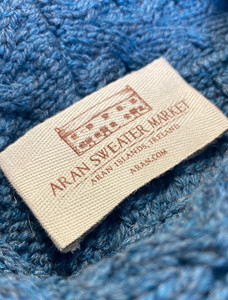 ARAN SWEATER MARKET
ARAN ISLANDS, IRELAND
ARAN.COM